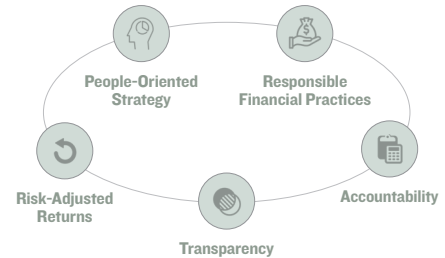 People-Oriented
Strategy
Responsible
Financial Practices
Risk-Adjusted
Returns
Accountability
Transparency